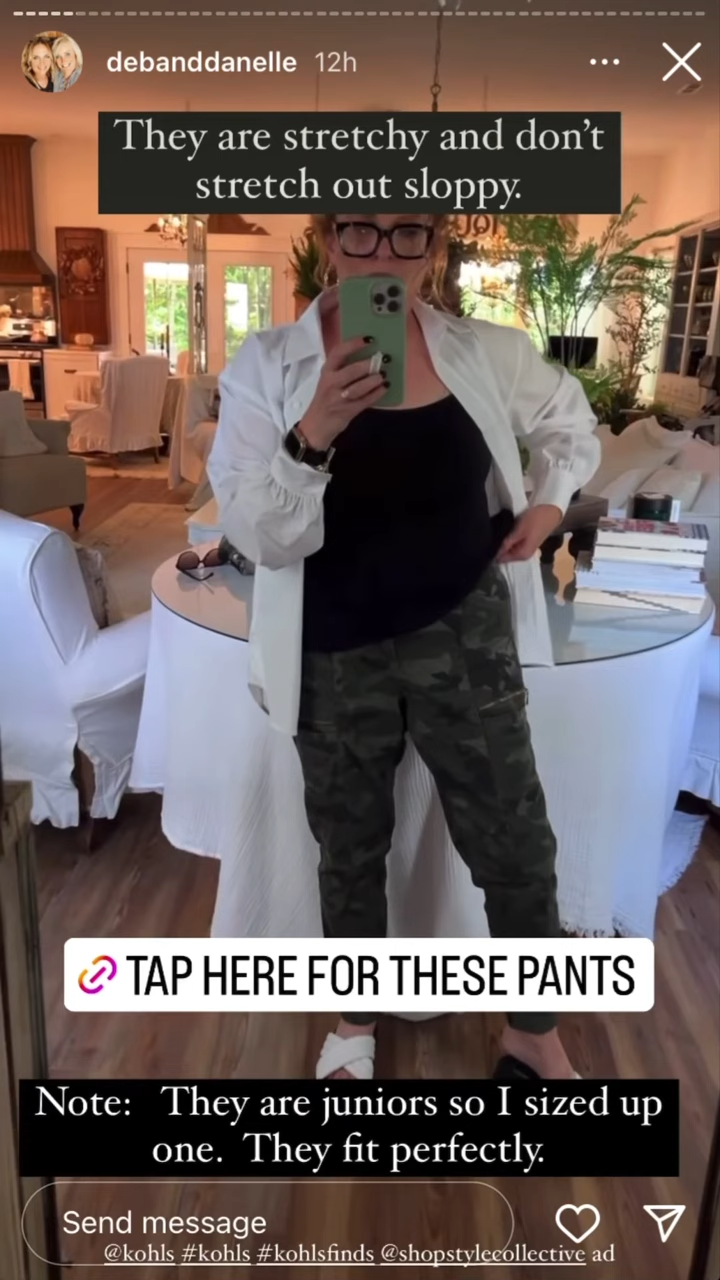 debanddanelle 12h
They are stretchy and don't
stretch out sloppy.
TAP HERE FOR THESE PANTS
Note: They are juniors so I sized up
one. They fit perfectly.
Send message
@kohls #kohls #kohlsfinds @shopstylecollective ad